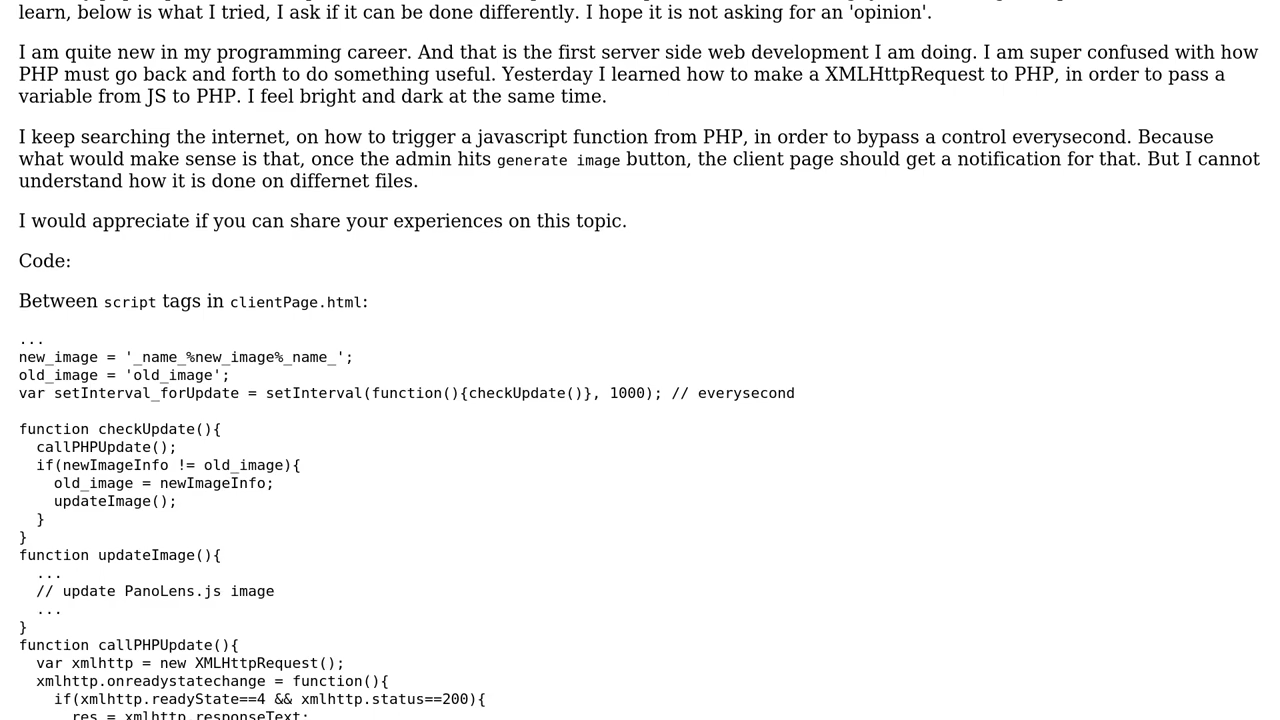 learn, below is what I tried, I ask if it can be done differently. I hope it is not asking for an 'opinion'.
I am quite new in my programming career. And that is the first server side web development I am doing. I am super confused with how
PHP must go back and forth to do something useful. Yesterday I learned how to make a XMLHttpRequest to PHP, in order to pass a
variable from JS to PHP. I feel bright and dark at the same time.
I keep searching the internet, on how to trigger a javascript function from PHP, in order to bypass a control everysecond. Because
what would make sense is that, once the admin hits generate image button, the client page should get a notification for that. But I cannot
understand how it is done on differnet files.
I would appreciate if you can share your experiences on this topic.
Code:
Between script tags in clientPage.html:
...
new_image = '_name_%new_image%_name_';
old_image = 'old_image';
var setInterval_forUpdate = setInterval(function(){checkUpdate()}, 1000); // everysecond
function checkUpdate(){
  callPHPUpdate();
  if(newImageInfo != old_image){
    old_image = newImageInfo;
    updateImage();
  }
}
function updateImage(){
  ...
  // update PanoLens.js image
  ...
}
function callPHPUpdate(){
  var xmlhttp = new XMLHttpRequest();
  xmlhttp.onreadystatechange = function(){
    if(xmlhttp.readyState==4 && xmlhttp.status==200){
      res = xmlhttp.responseText;